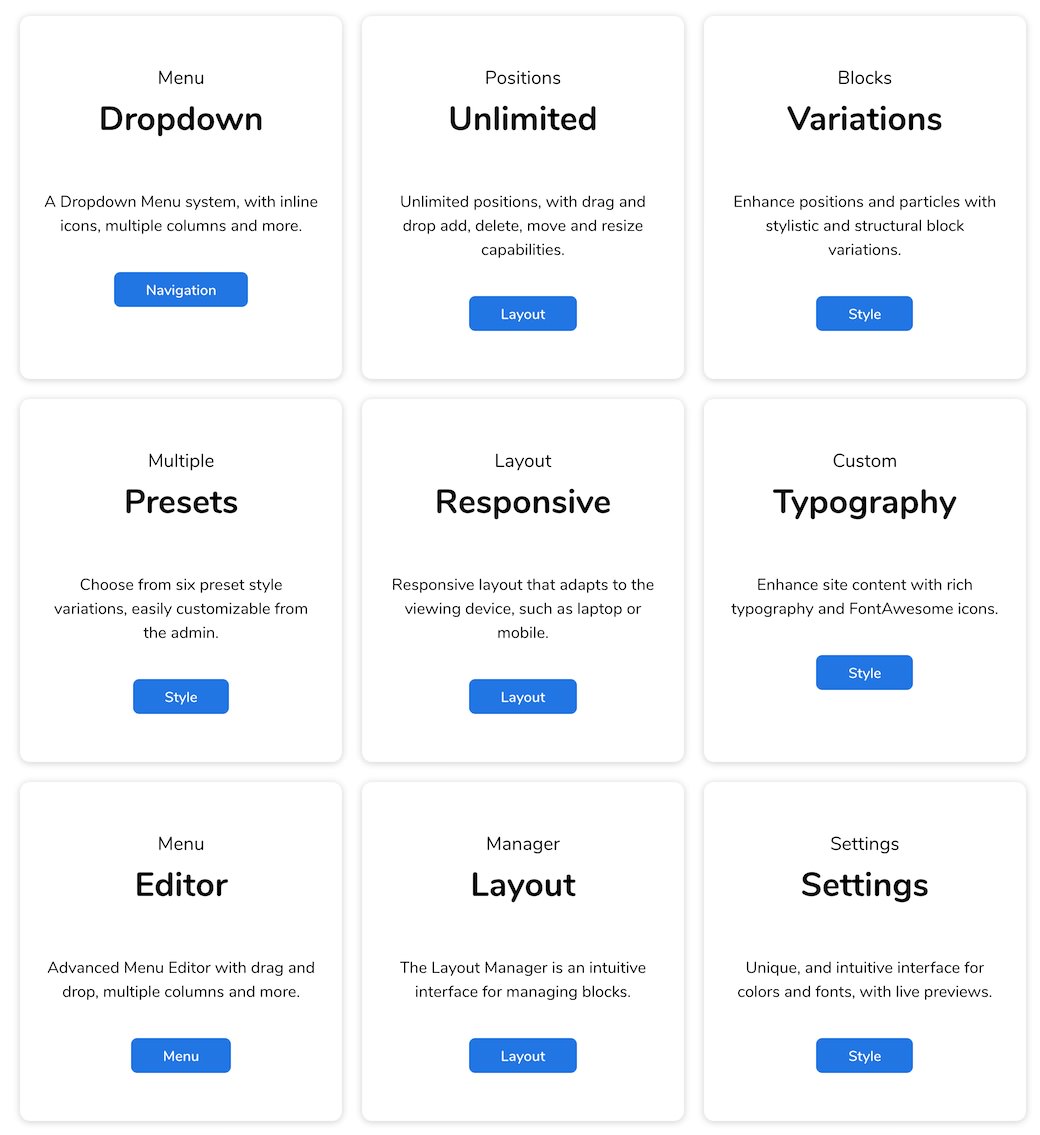 Menu
Dropdown
A Dropdown Menu system, with inline
icons, multiple columns and more.
Navigation
Positions
Unlimited
Unlimited positions, with drag and
drop add, delete, move and resize
capabilities.
Layout
Blocks
Variations
Enhance positions and particles with
stylistic and structural block
variations.
Style
Multiple
Presets
Choose from six preset style
variations, easily customizable from
the admin.
Style
Layout
Responsive
Responsive layout that adapts to the
viewing device, such as laptop or
mobile.
Layout
Custom
Typography
Enhance site content with rich
typography and FontAwesome icons.
Style
Menu
Editor
Advanced Menu Editor with drag and
drop, multiple columns and more.
Menu
Manager
Layout
The Layout Manager is an intuitive
interface for managing blocks.
Layout
Settings
Settings
Unique, and intuitive interface for
colors and fonts, with live previews.
Style